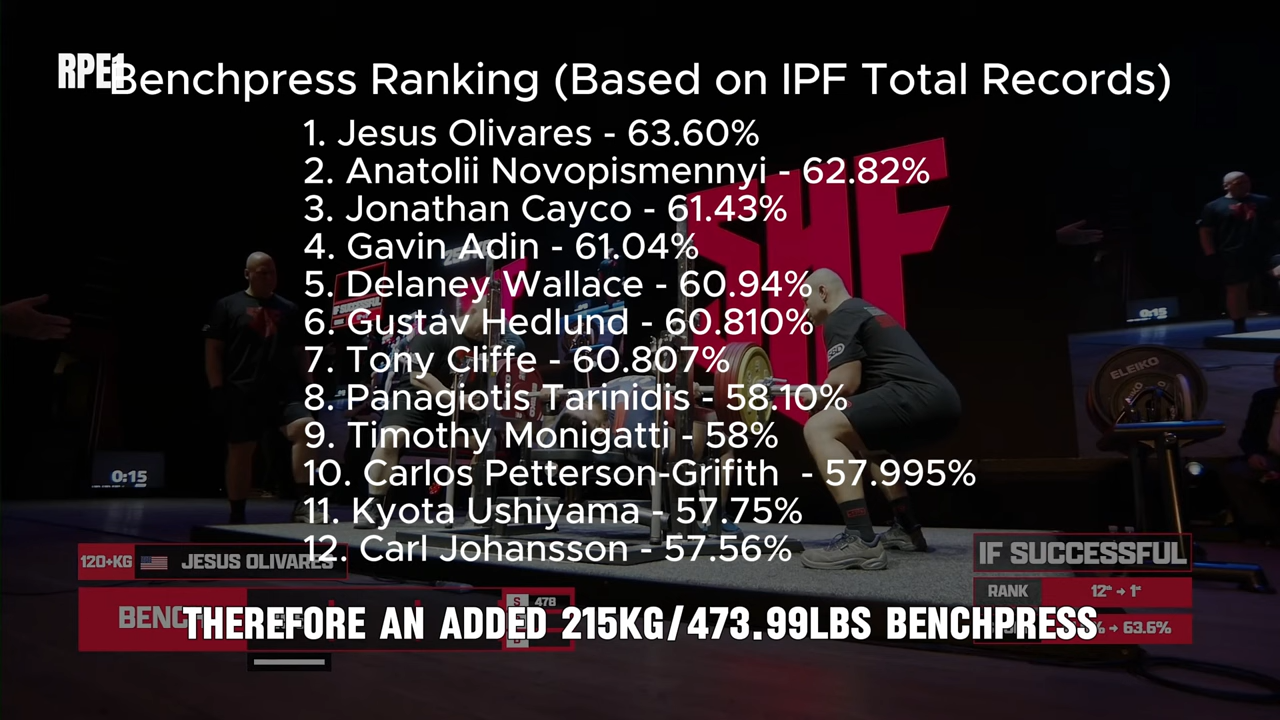 RPE1
Benchpress Ranking (Based on IPF Total Records)
1. Jesus Olivares - 63.60%
2. Anatolii Novopismennyi - 62.82%
3. Jonathan Cayco - 61.43%
4. Gavin Adin - 61.04%
5. Delaney Wallace - 60.94%
6. Gustav Hedlund - 60.810%
7. Tony Cliffe - 60.807%
8. Panagiotis Tarinidis - 58.10%
9. Timothy Monigatti - 58%
10. Carlos Petterson-Grifith - 57.995%
11. Kyota Ushiyama - 57.75%
12. Carl Johansson - 57.56%
ELEIKO
0:15
0:15
120+KG JESUS OLIVARES
IF SUCCESSFUL
RANK 12th → 1st
BENC
S 478
% → 63.6%
THEREFORE AN ADDED 215KG/473.99LBS BENCHPRESS